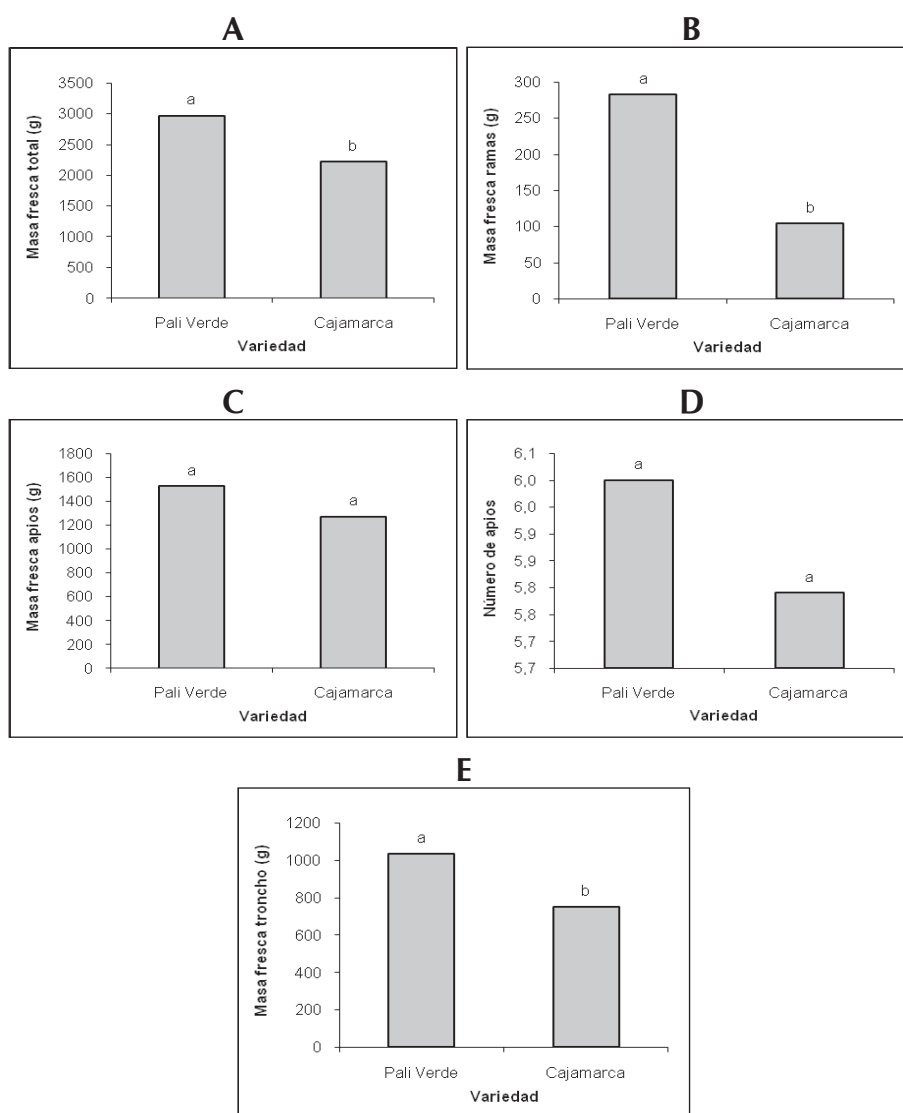 A
Masa fresca total (g)
3500
3000
2500
2000
1500
1000
500
0
a
b
Pali Verde Cajamarca
Variedad
B
Masa fresca ramas (g)
300
250
200
150
100
50
0
a
b
Pali Verde Cajamarca
Variedad
C
Masa fresca apios (g)
1800
1600
1400
1200
1000
800
600
400
200
0
a
a
Pali Verde Cajamarca
Variedad
D
Número de apios
6,1
6,0
6,0
5,9
5,9
5,8
5,8
5,7
5,7
a
a
Pali Verde Cajamarca
Variedad
E
Masa fresca troncho (g)
1200
1000
800
600
400
200
0
a
b
Pali Verde Cajamarca
Variedad